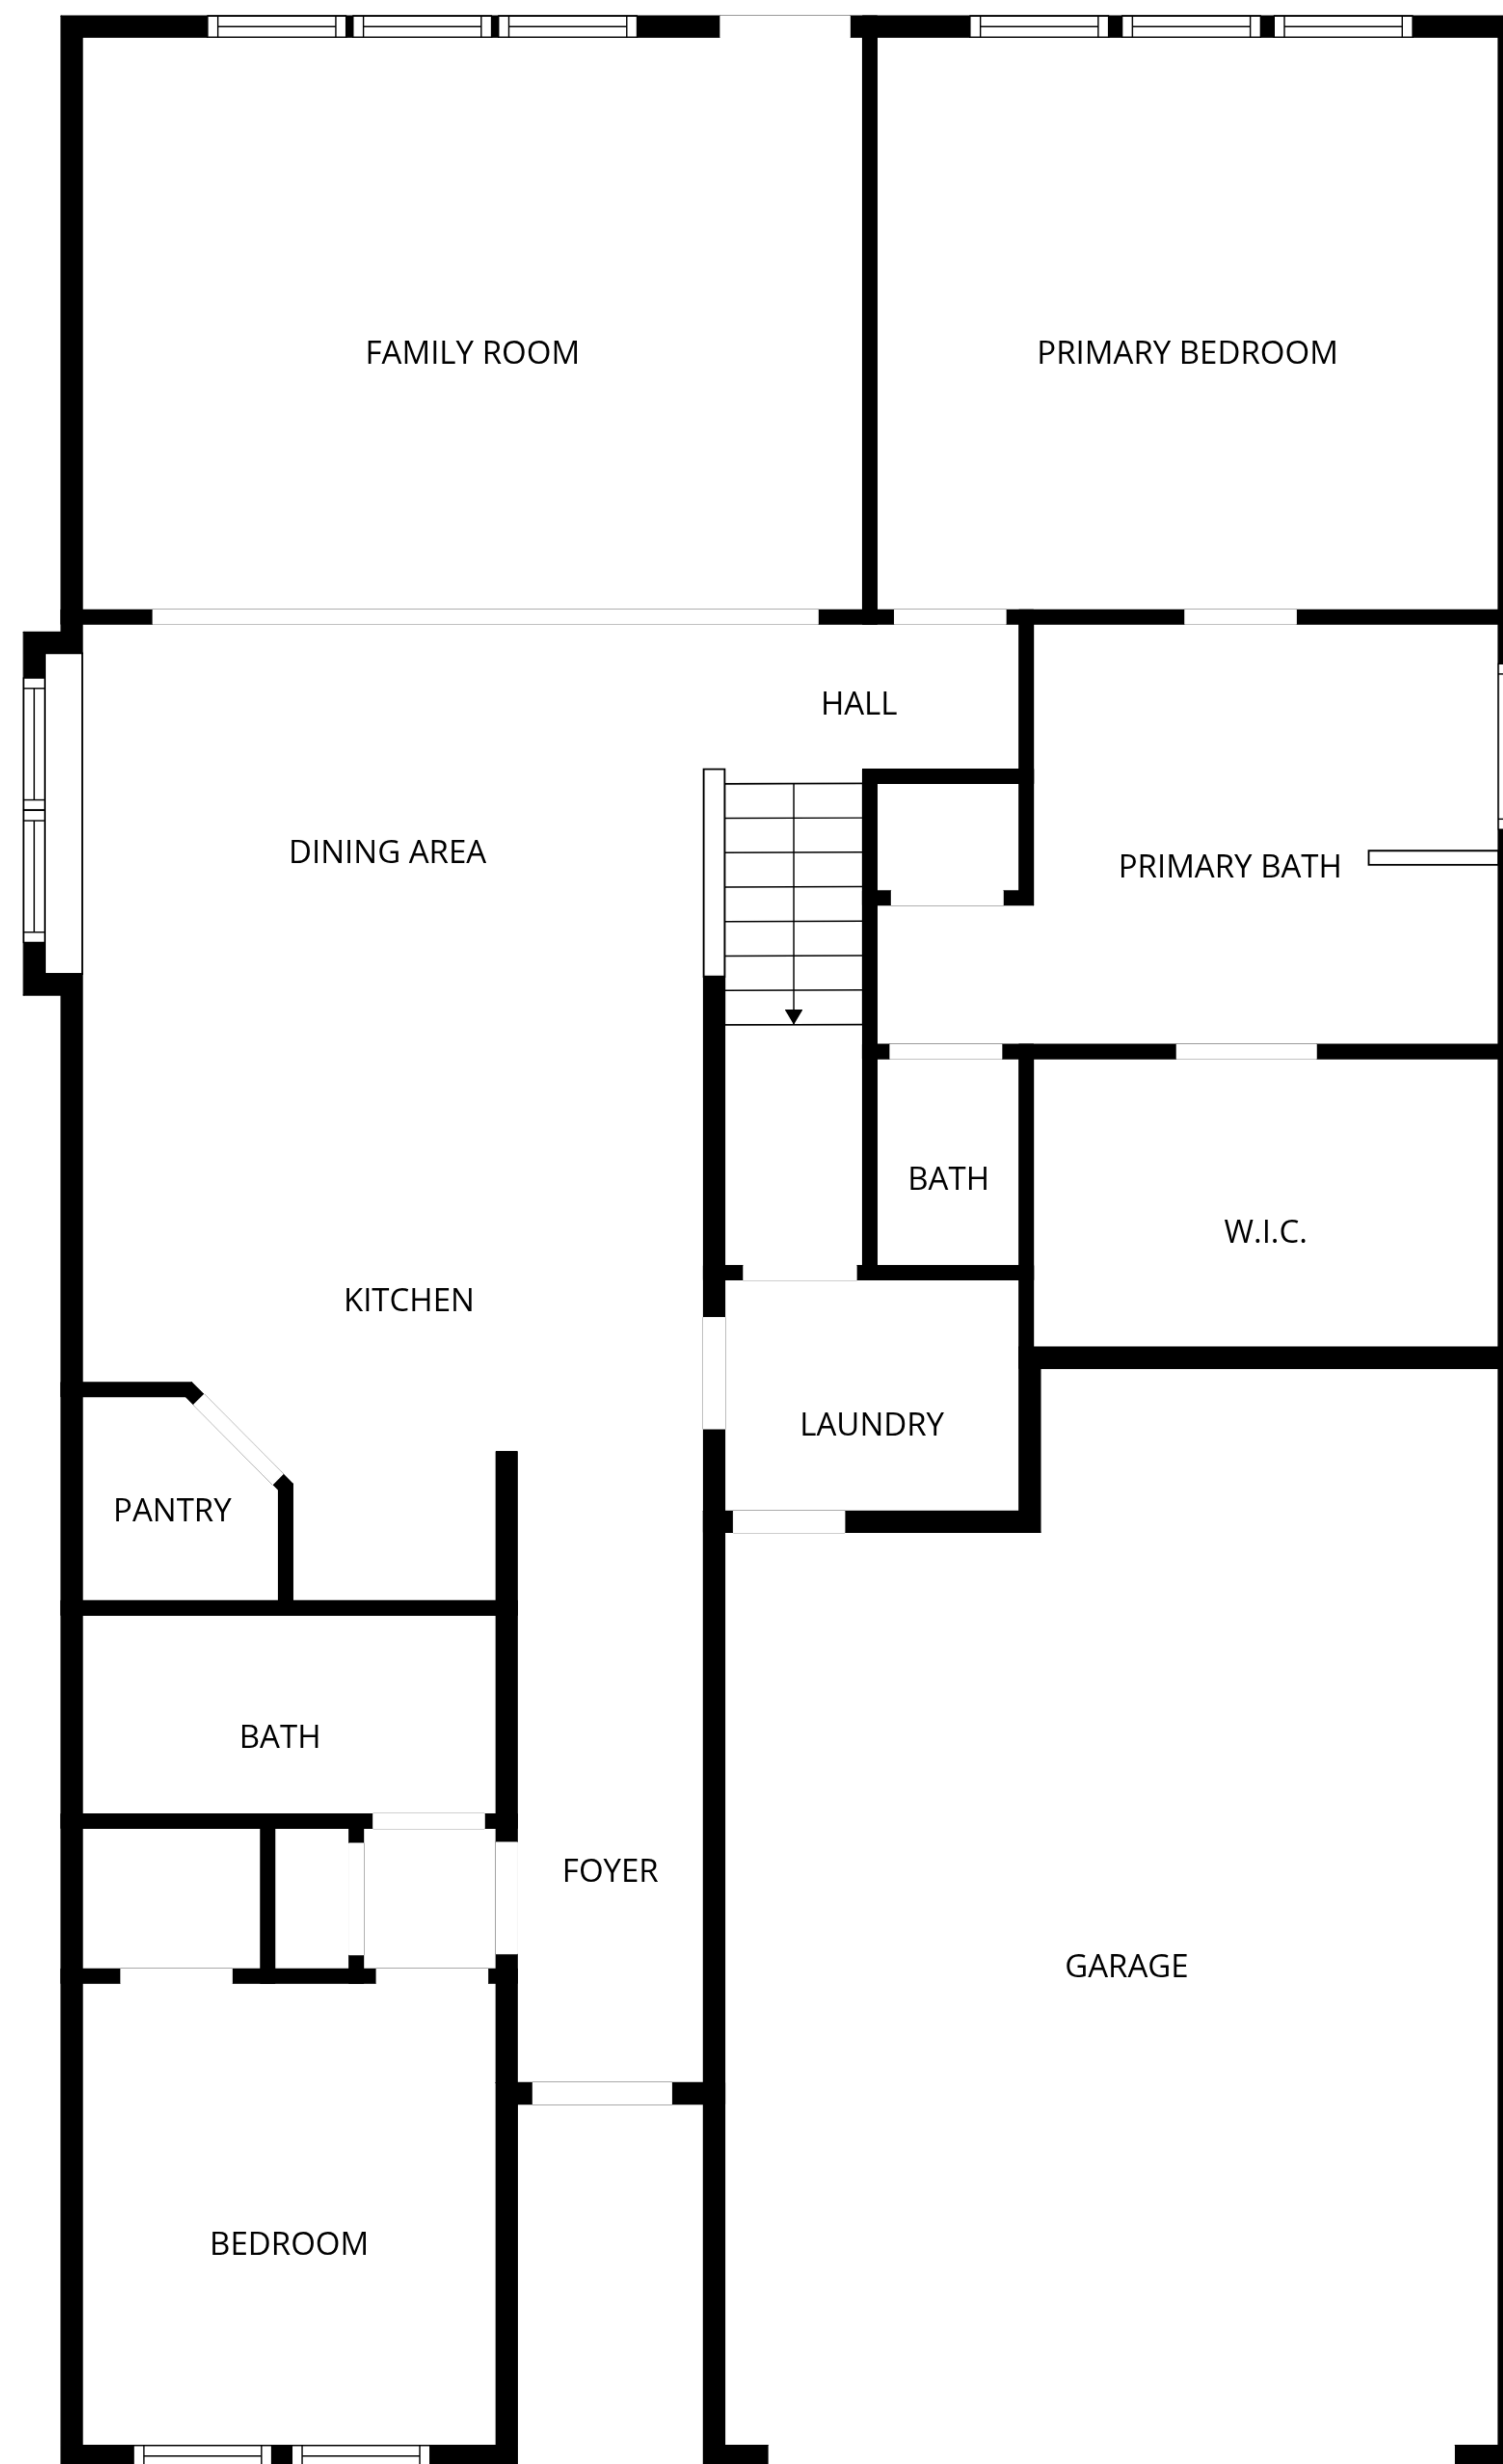 FAMILY ROOM
PRIMARY BEDROOM
HALL
DINING AREA
PRIMARY BATH
BATH
W.I.C.
KITCHEN
LAUNDRY
PANTRY
BATH
FOYER
GARAGE
BEDROOM